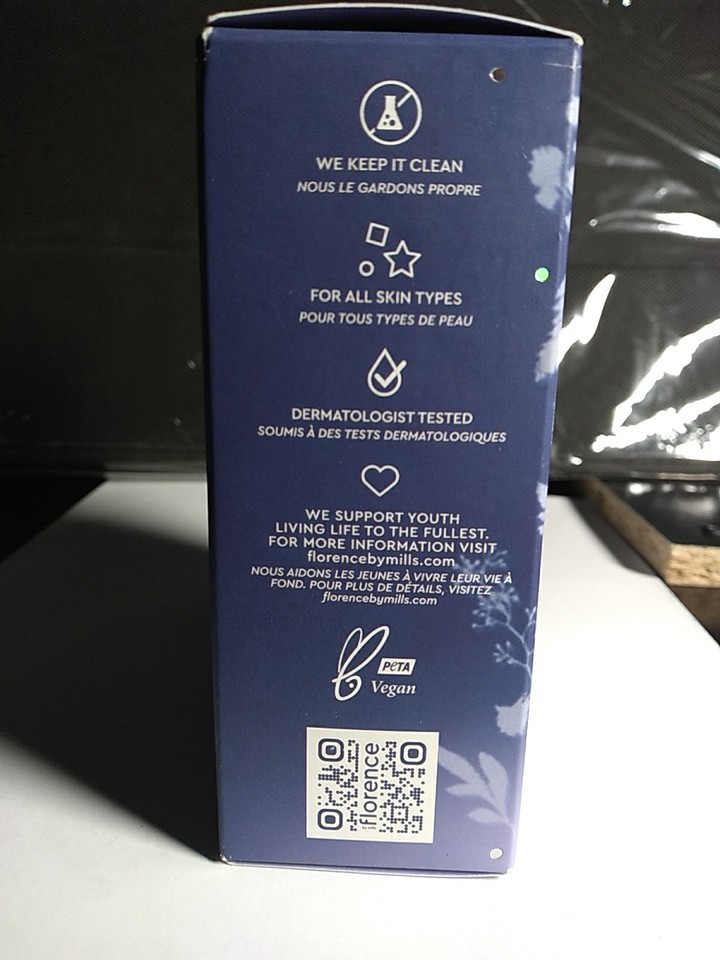 WE KEEP IT CLEAN
NOUS LE GARDONS PROPRE
FOR ALL SKIN TYPES
POUR TOUS TYPES DE PEAU
DERMATOLOGIST TESTED
SOUMIS À DES TESTS DERMATOLOGIQUES
WE SUPPORT YOUTH
LIVING LIFE TO THE FULLEST.
FOR MORE INFORMATION VISIT
florencebymills.com
NOUS AIDONS LES JEUNES À VIVRE LEUR VIE À
FOND. POUR PLUS DE DÉTAILS, VISITEZ
florencebymills.com
PETA
Vegan
florence